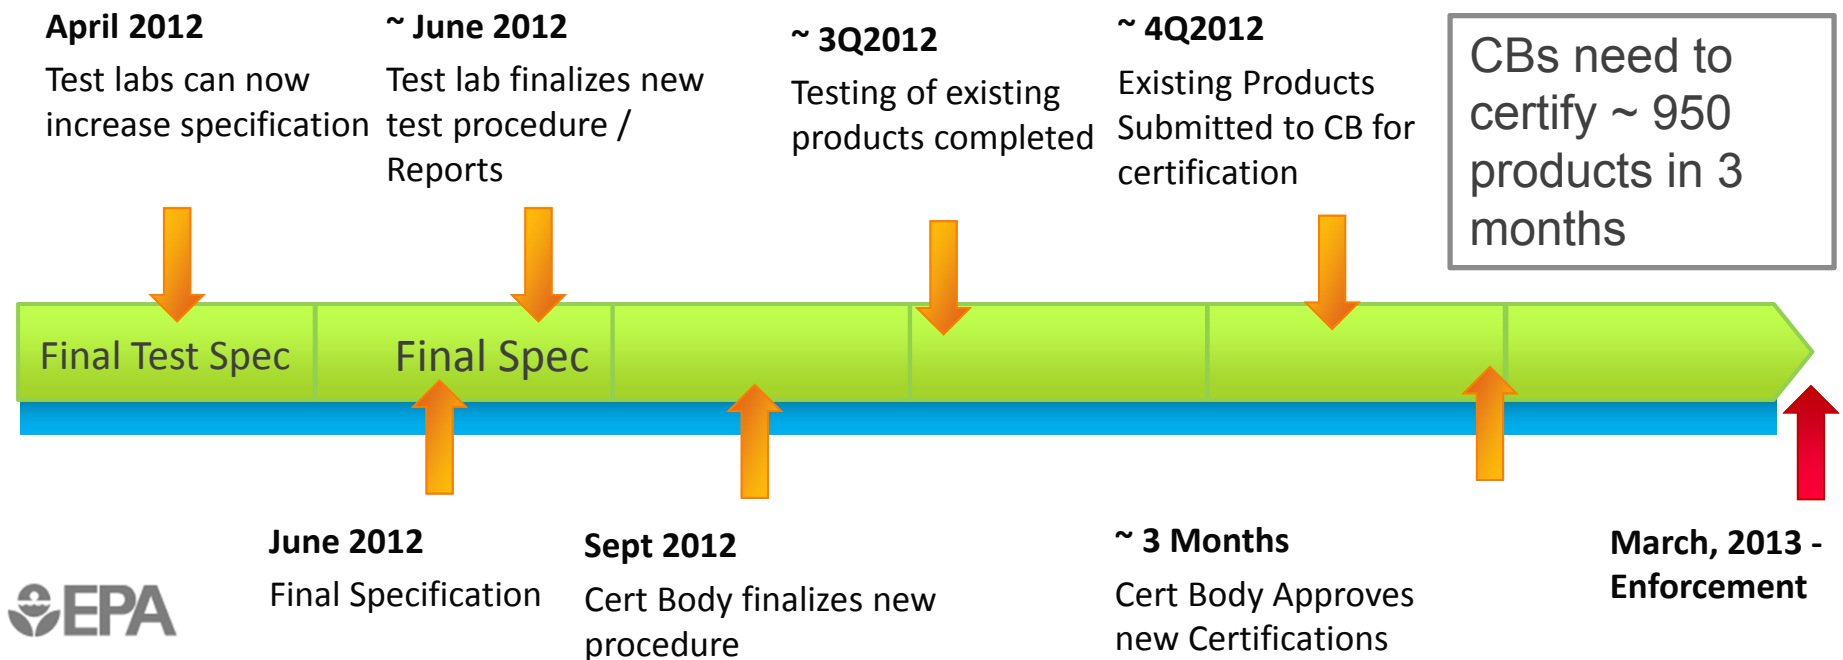 April 2012
Test labs can now
increase specification
~ June 2012
Test lab finalizes new
test procedure /
Reports
~ 3Q2012
Testing of existing
products completed
~ 4Q2012
Existing Products
Submitted to CB for
certification
CBs need to
certify ~ 950
products in 3
months
Final Test Spec
Final Spec
June 2012
Final Specification
Sept 2012
Cert Body finalizes new
procedure
~ 3 Months
Cert Body Approves
new Certifications
March, 2013 -
Enforcement
EPA